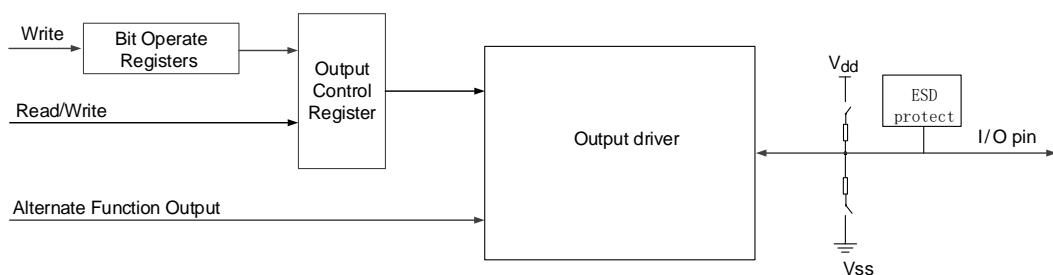 Write
Bit Operate
Registers
Read/Write
Output
Control
Register
Alternate Function Output
Output driver
Vdd
ESD
protect
I/O pin
Vss